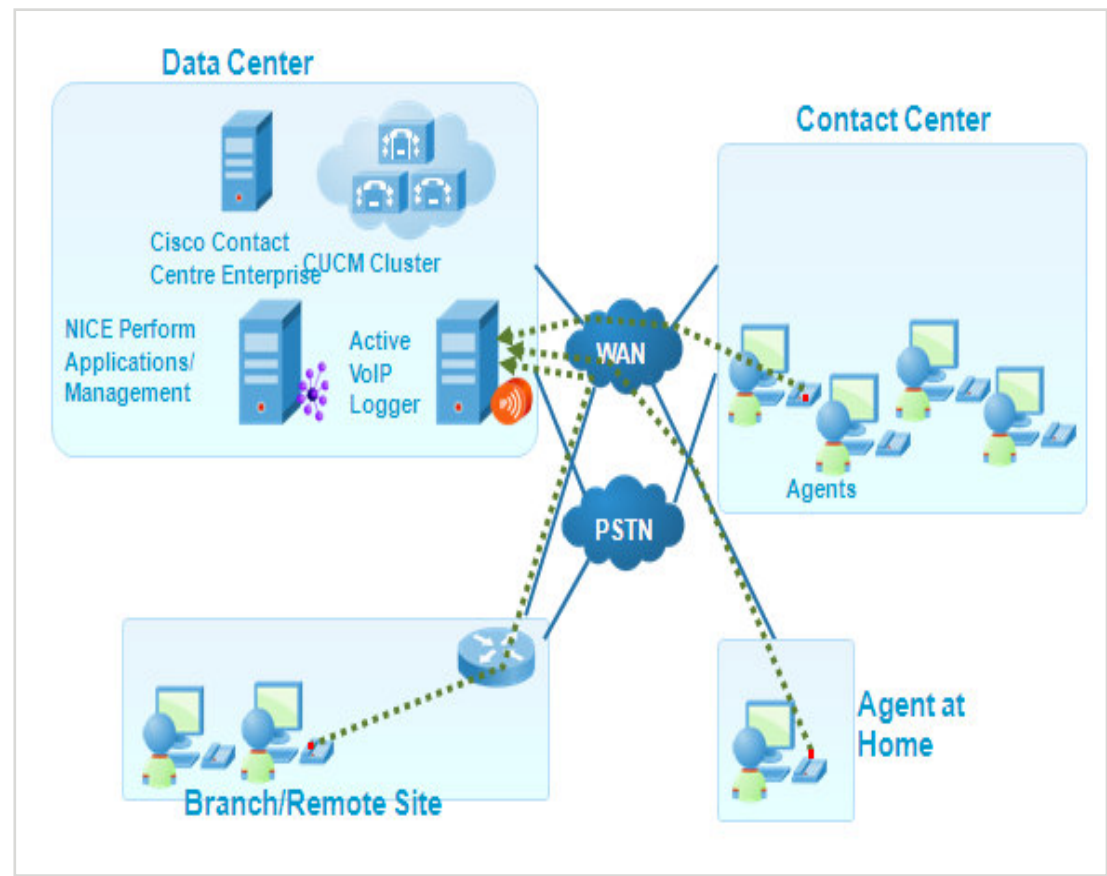 Data Center
Contact Center
Cisco Contact
Centre Enterprise
CUCM Cluster
NICE Perform
Applications/
Management
Active
VoIP
Logger
WAN
Agents
PSTN
Agent at
Home
Branch/Remote Site